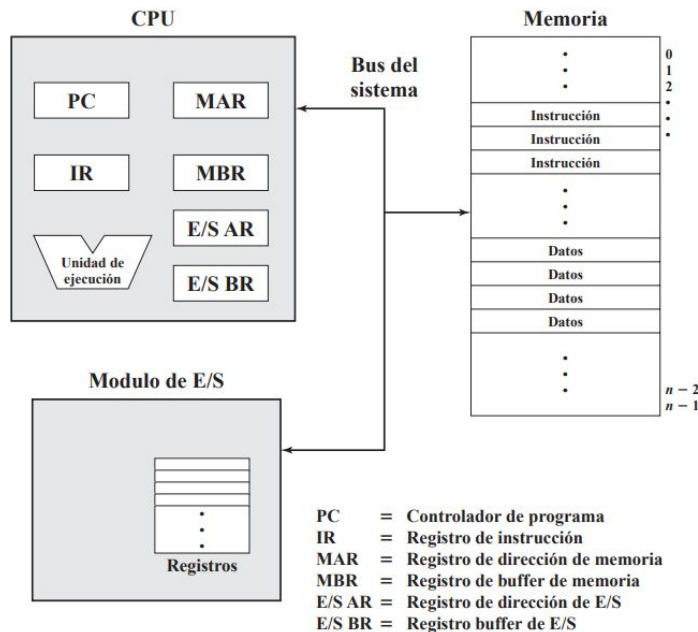 CPU
PC
MAR
IR
MBR
E/S AR
E/S BR
Unidad de
ejecución
Bus del
sistema
Memoria
0
1
2
Instrucción
Instrucción
Instrucción
Datos
Datos
Datos
Datos
n – 2
n – 1
Modulo de E/S
Registros
PC = Controlador de programa
IR = Registro de instrucción
MAR = Registro de dirección de memoria
MBR = Registro de buffer de memoria
E/S AR = Registro de dirección de E/S
E/S BR = Registro buffer de E/S